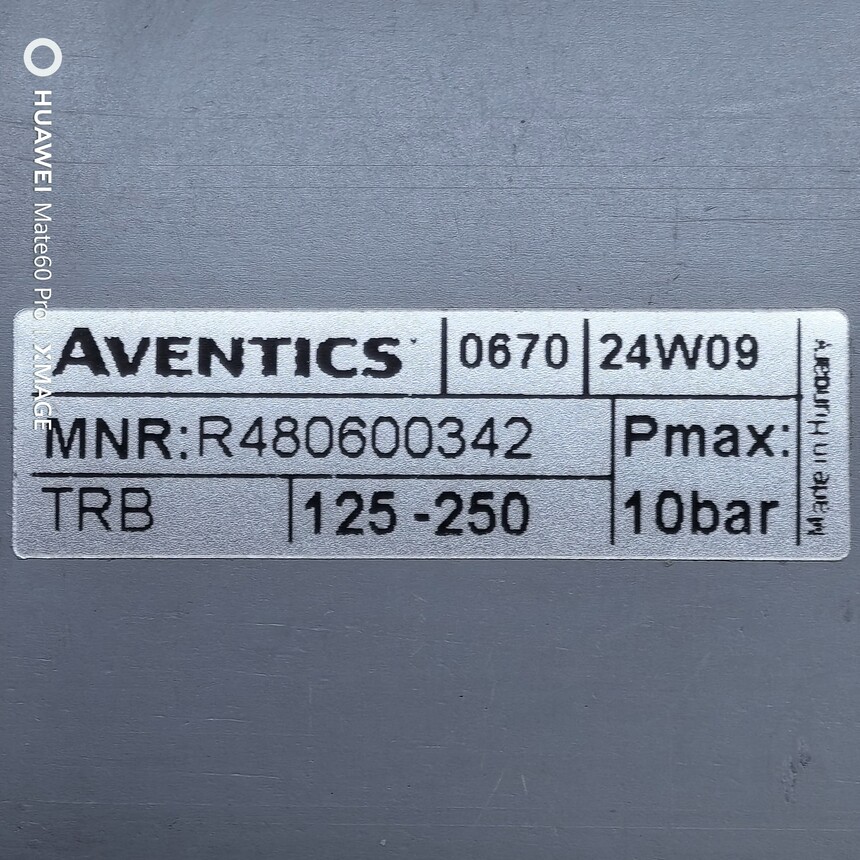 AVENTICS 0670 24W09
MNR:R480600342 Pmax:
TRB 125-250 10bar
Made in Hungary
HUAWEI Mate60 Pro XMAGE